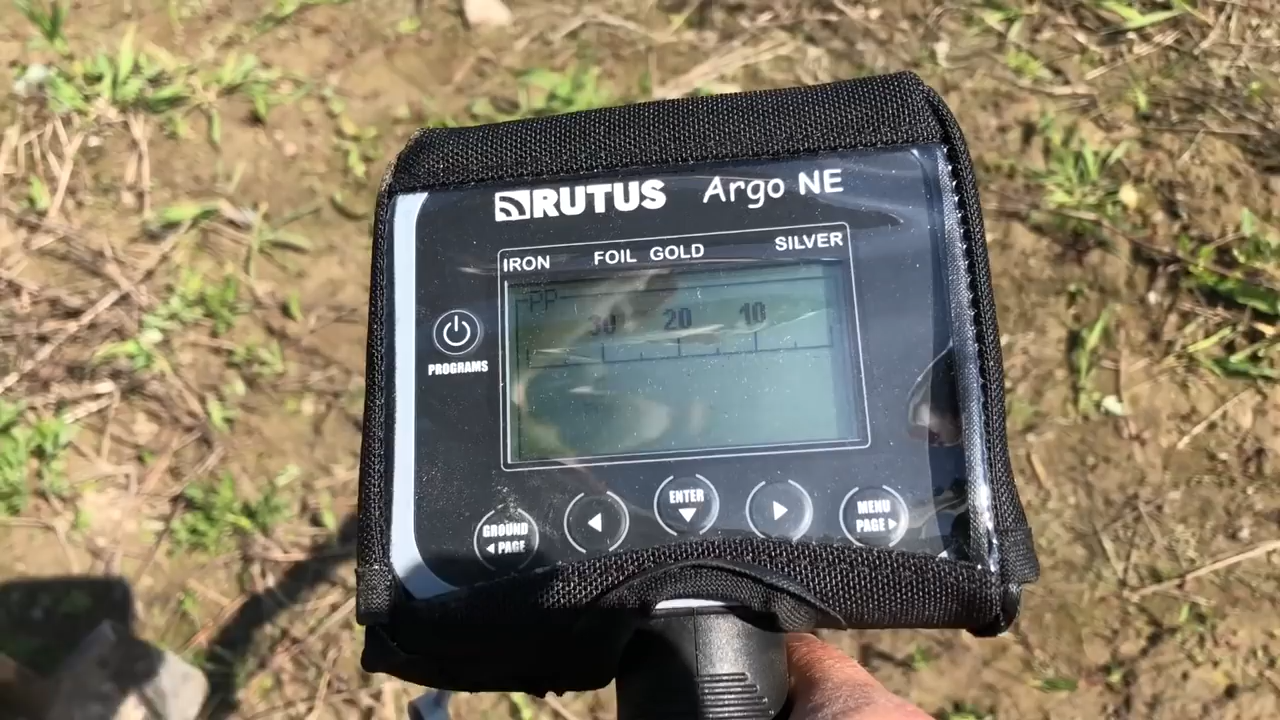 RUTUS Argo NE
IRON FOIL GOLD SILVER
PP
30 20 10
PROGRAMS
GROUND
PAGE
ENTER
MENU
PAGE